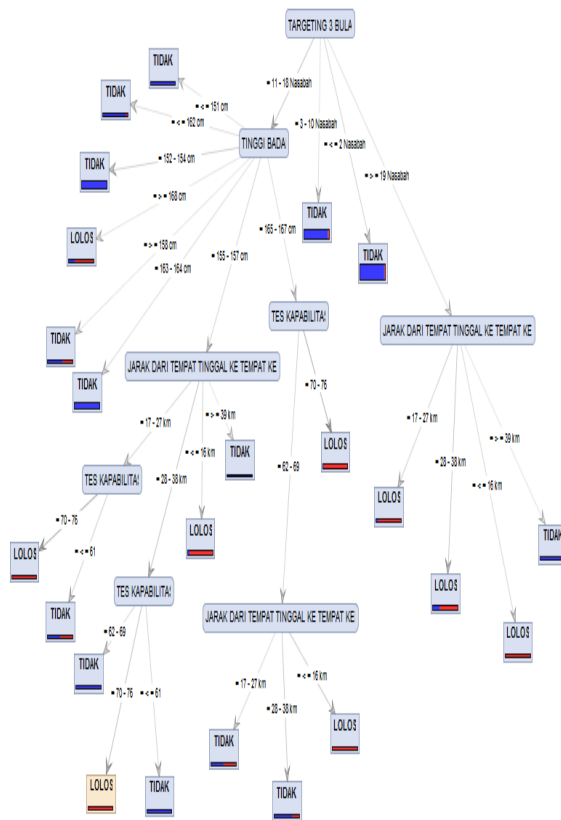 TARGETING 3 BULA
= 11 - 18 Nasabah
= 3 - 10 Nasabah
= < = 2 Nasabah
= > = 19 Nasabah
TIDAK
= < = 151 cm
TIDAK
= < = 162 cm
TINGGI BADA
TIDAK
= 152 - 154 cm
= > = 168 cm
LOLOS
= > = 158 cm
= 163 - 164 cm
= 155 - 157 cm
= 165 - 167 cm
TIDAK
TIDAK
TIDAK
TIDAK
TES KAPABILITA:
JARAK DARI TEMPAT TINGGAL KE TEMPAT KE
JARAK DARI TEMPAT TINGGAL KE TEMPAT KE
= 70 - 76
= 62 - 69
LOLOS
= 17 - 27 km
= 28 - 38 km
= < = 16 km
= > = 39 km
TIDAK
= 17 - 27 km
= 28 - 38 km
= < = 16 km
= > = 39 km
TES KAPABILITA:
LOLOS
LOLOS
TIDAK
LOLOS
LOLOS
= 70 - 76
= < = 61
LOLOS
TIDAK
TES KAPABILITA:
= 62 - 69
= 70 - 76
= < = 61
TIDAK
LOLOS
TIDAK
JARAK DARI TEMPAT TINGGAL KE TEMPAT KE
= 17 - 27 km
= 28 - 38 km
= < = 16 km
TIDAK
TIDAK
LOLOS